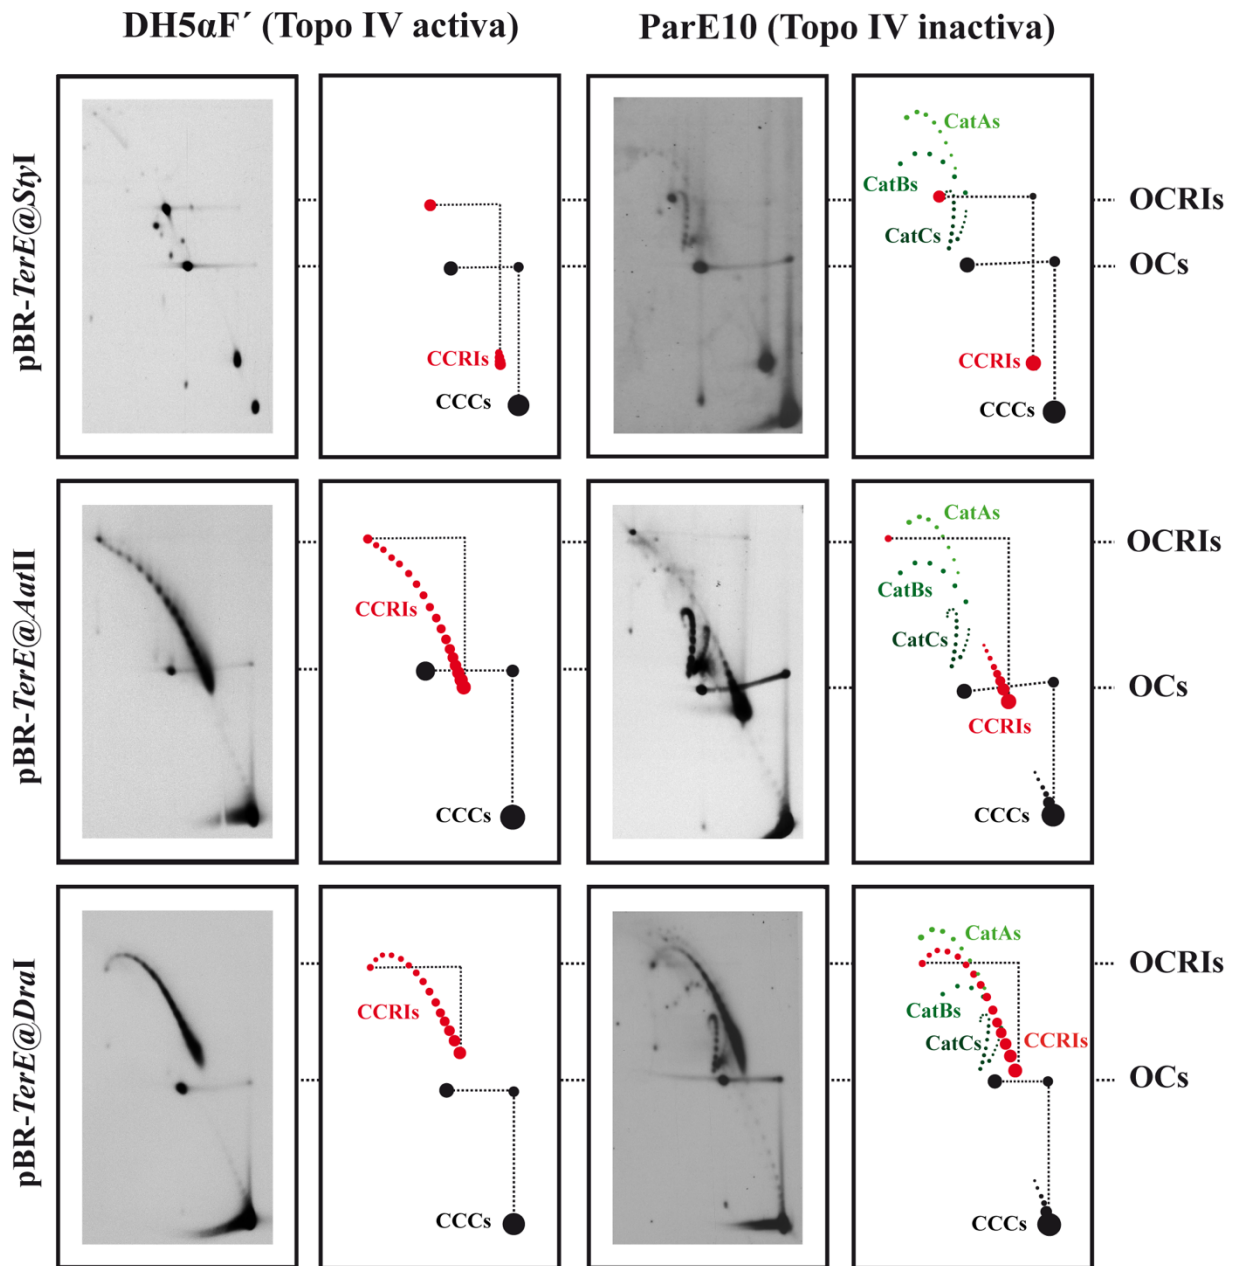 DH5αF´ (Topo IV activa)
ParE10 (Topo IV inactiva)
pBR-TerE@StyI
CCRIs
CCCs
CatAs
CatBs
CatCs
CCRIs
CCCs
OCRIs
OCs
pBR-TerE@AatII
CCRIs
CCCs
CatAs
CatBs
CatCs
CCRIs
CCCs
OCRIs
OCs
pBR-TerE@DraI
CCRIs
CCCs
CatAs
CatBs
CatCs
CCRIs
CCCs
OCRIs
OCs